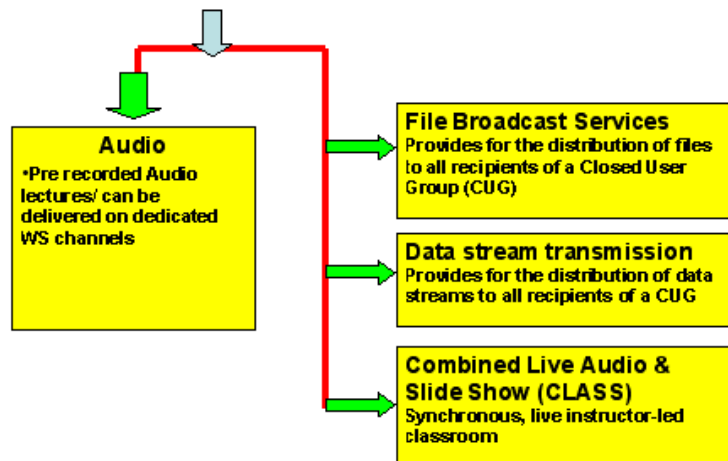 Audio
•Pre recorded Audio
lectures/ can be
delivered on dedicated
WS channels
File Broadcast Services
Provides for the distribution of files
to all recipients of a Closed User
Group (CUG)
Data stream transmission
Provides for the distribution of data
streams to all recipients of a CUG
Combined Live Audio &
Slide Show (CLASS)
Synchronous, live instructor-led
classroom